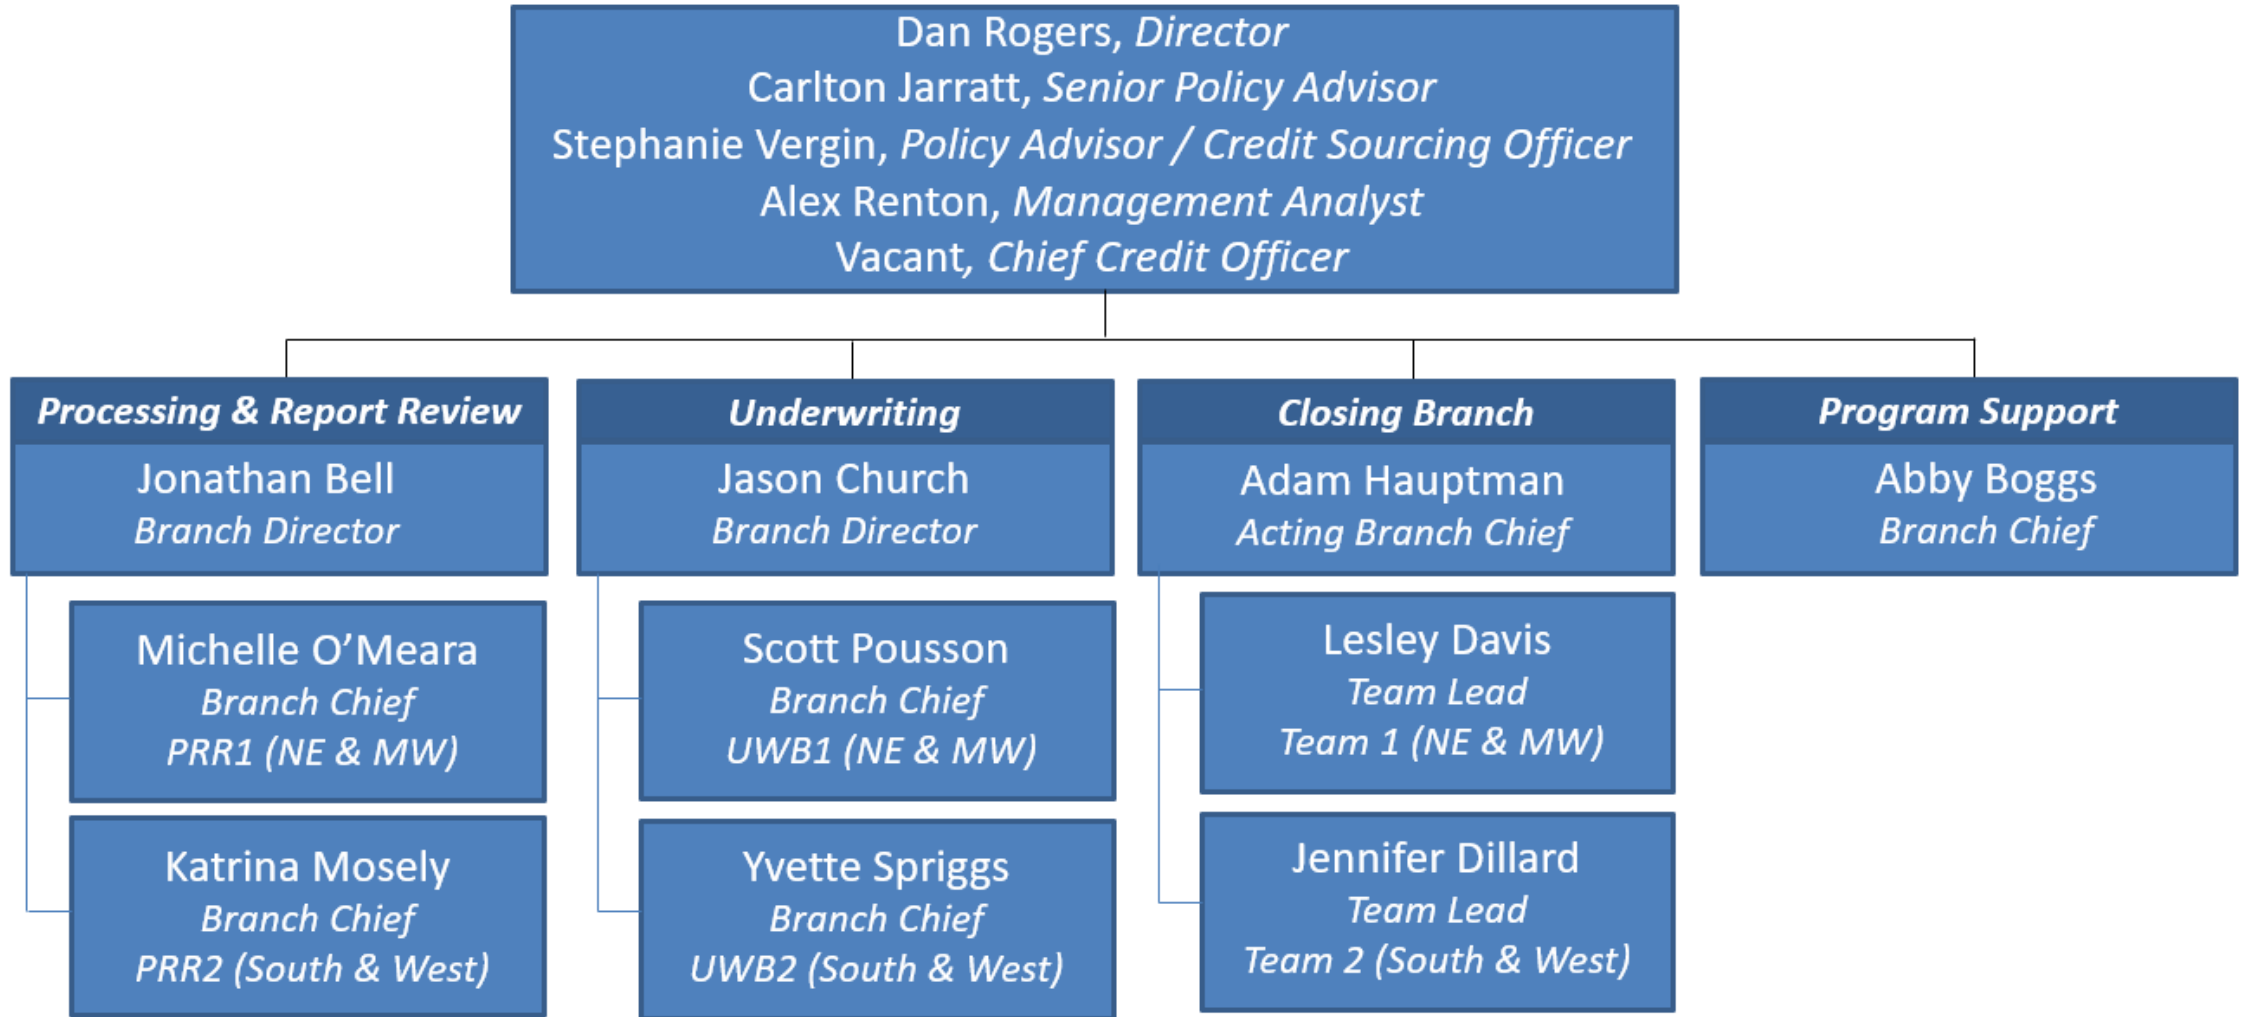 Dan Rogers, Director
Carlton Jarratt, Senior Policy Advisor
Stephanie Vergin, Policy Advisor / Credit Sourcing Officer
Alex Renton, Management Analyst
Vacant, Chief Credit Officer
Processing & Report Review
Jonathan Bell
Branch Director
Michelle O’Meara
Branch Chief
PRR1 (NE & MW)
Katrina Mosely
Branch Chief
PRR2 (South & West)
Underwriting
Jason Church
Branch Director
Scott Pousson
Branch Chief
UWB1 (NE & MW)
Yvette Spriggs
Branch Chief
UWB2 (South & West)
Closing Branch
Adam Hauptman
Acting Branch Chief
Lesley Davis
Team Lead
Team 1 (NE & MW)
Jennifer Dillard
Team Lead
Team 2 (South & West)
Program Support
Abby Boggs
Branch Chief